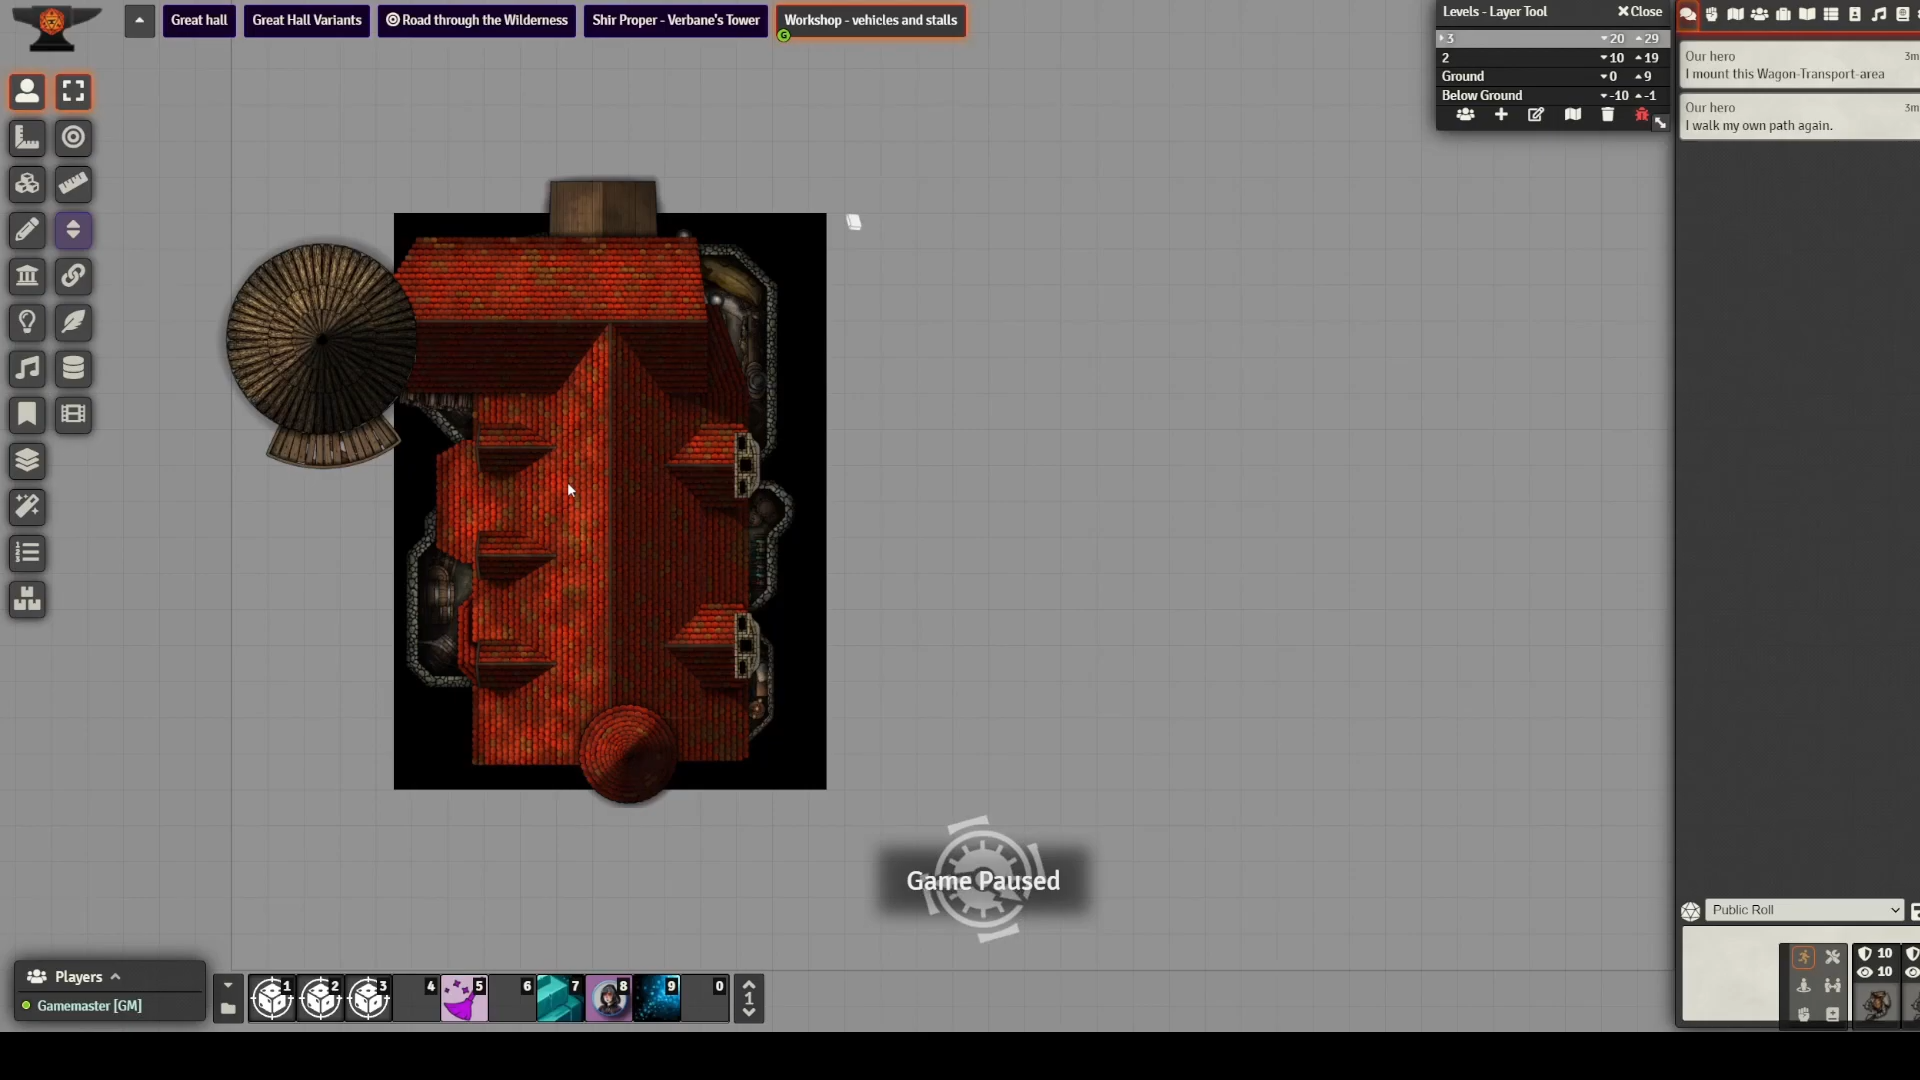 Great hall
Great Hall Variants
Road through the Wilderness
Shir Proper - Verbane's Tower
Workshop - vehicles and stalls
G
Levels - Layer Tool
Close
3 20 29
2 10 19
Ground 0 9
Below Ground -10 -1
Our hero 3m
I mount this Wagon-Transport-area
Our hero 3m
I walk my own path again.
Game Paused
Public Roll
10
10
Players
Gamemaster [GM]
1 2 3 4 5 6 7 8 9 0
1